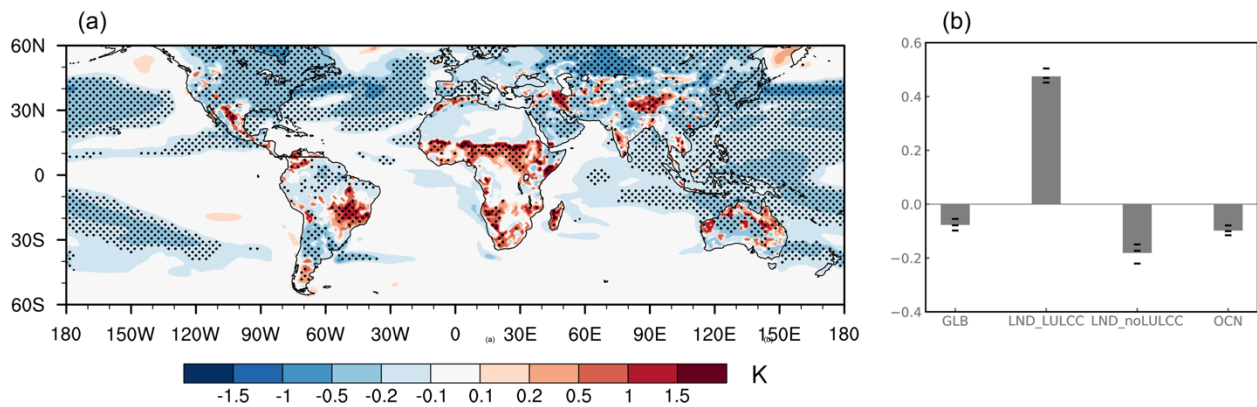 (a)
60N
30N
0
30S
60S
180 150W 120W 90W 60W 30W 0 30E 60E 90E 120E 150E 180
(a)
(b)
-1.5 -1 -0.5 -0.2 -0.1 0.1 0.2 0.5 1 1.5
K
(b)
0.6
0.4
0.2
0.0
−0.2
−0.4
GLB LND_LULCC LND_noLULCC OCN